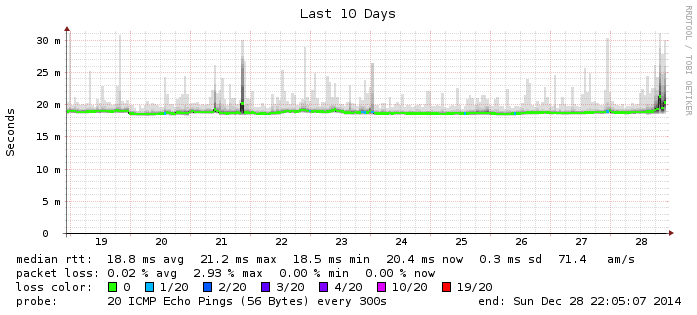 Last 10 Days
RRDTOOL / TOBI OETIKER
Seconds
30 m
25 m
20 m
15 m
10 m
5 m
0
19 20 21 22 23 24 25 26 27 28
median rtt: 18.8 ms avg 21.2 ms max 18.5 ms min 20.4 ms now 0.3 ms sd 71.4 am/s
packet loss: 0.02 % avg 2.93 % max 0.00 % min 0.00 % now
loss color: 0 1/20 2/20 3/20 4/20 10/20 19/20
probe: 20 ICMP Echo Pings (56 Bytes) every 300s end: Sun Dec 28 22:05:07 2014